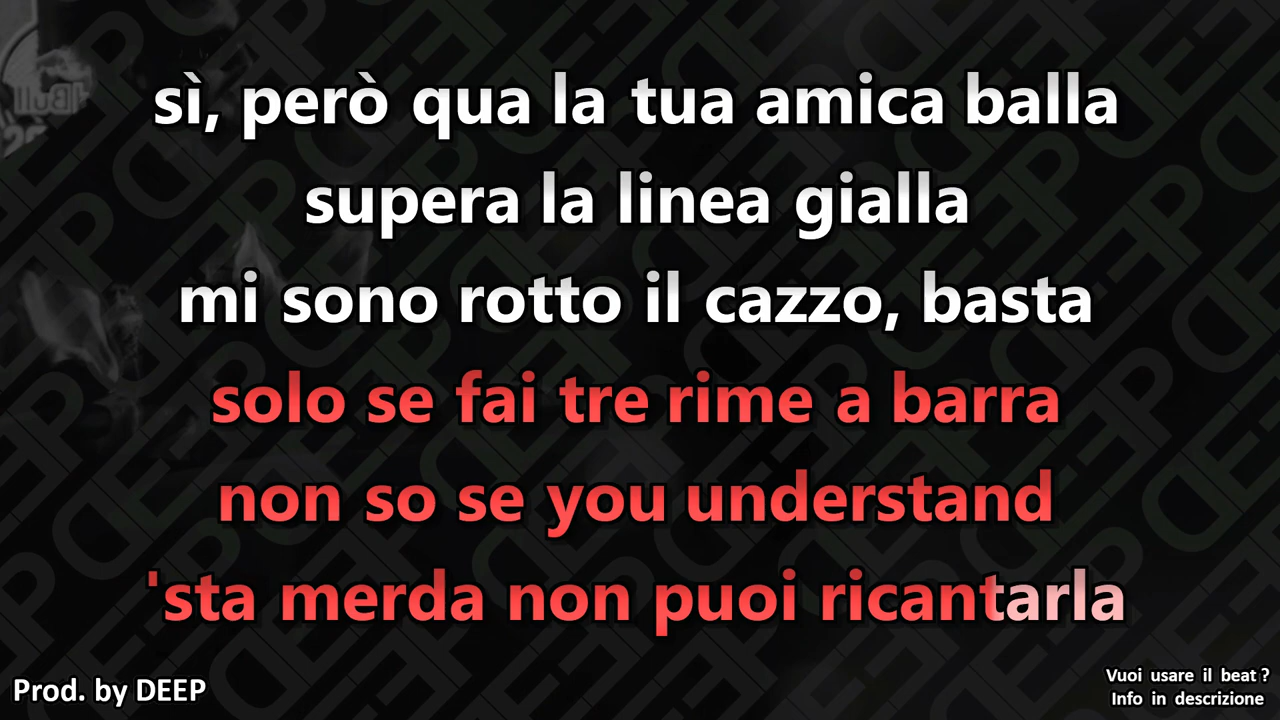 sì, però qua la tua amica balla
supera la linea gialla
mi sono rotto il cazzo, basta
solo se fai tre rime a barra
non so se you understand
'sta merda non puoi ricantarla
Prod. by DEEP
Vuoi usare il beat ?
Info in descrizione